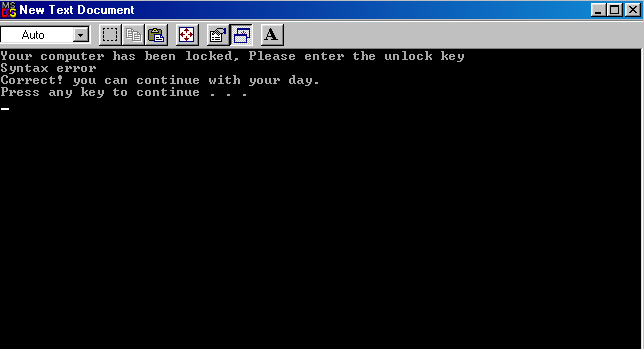 New Text Document
Auto
A
Your computer has been locked, Please enter the unlock key
Syntax error
Correct! you can continue with your day.
Press any key to continue . . .